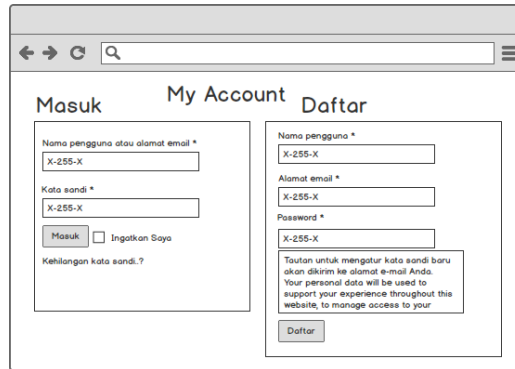 My Account
Masuk
Nama pengguna atau alamat email *
X-255-X
Kata sandi *
X-255-X
Masuk
Ingatkan Saya
Kehilangan kata sandi..?
Daftar
Nama pengguna *
X-255-X
Alamat email *
X-255-X
Password *
X-255-X
Tautan untuk mengatur kata sandi baru
akan dikirim ke alamat e-mail Anda.
Your personal data will be used to
support your experience throughout this
website, to manage access to your
Daftar